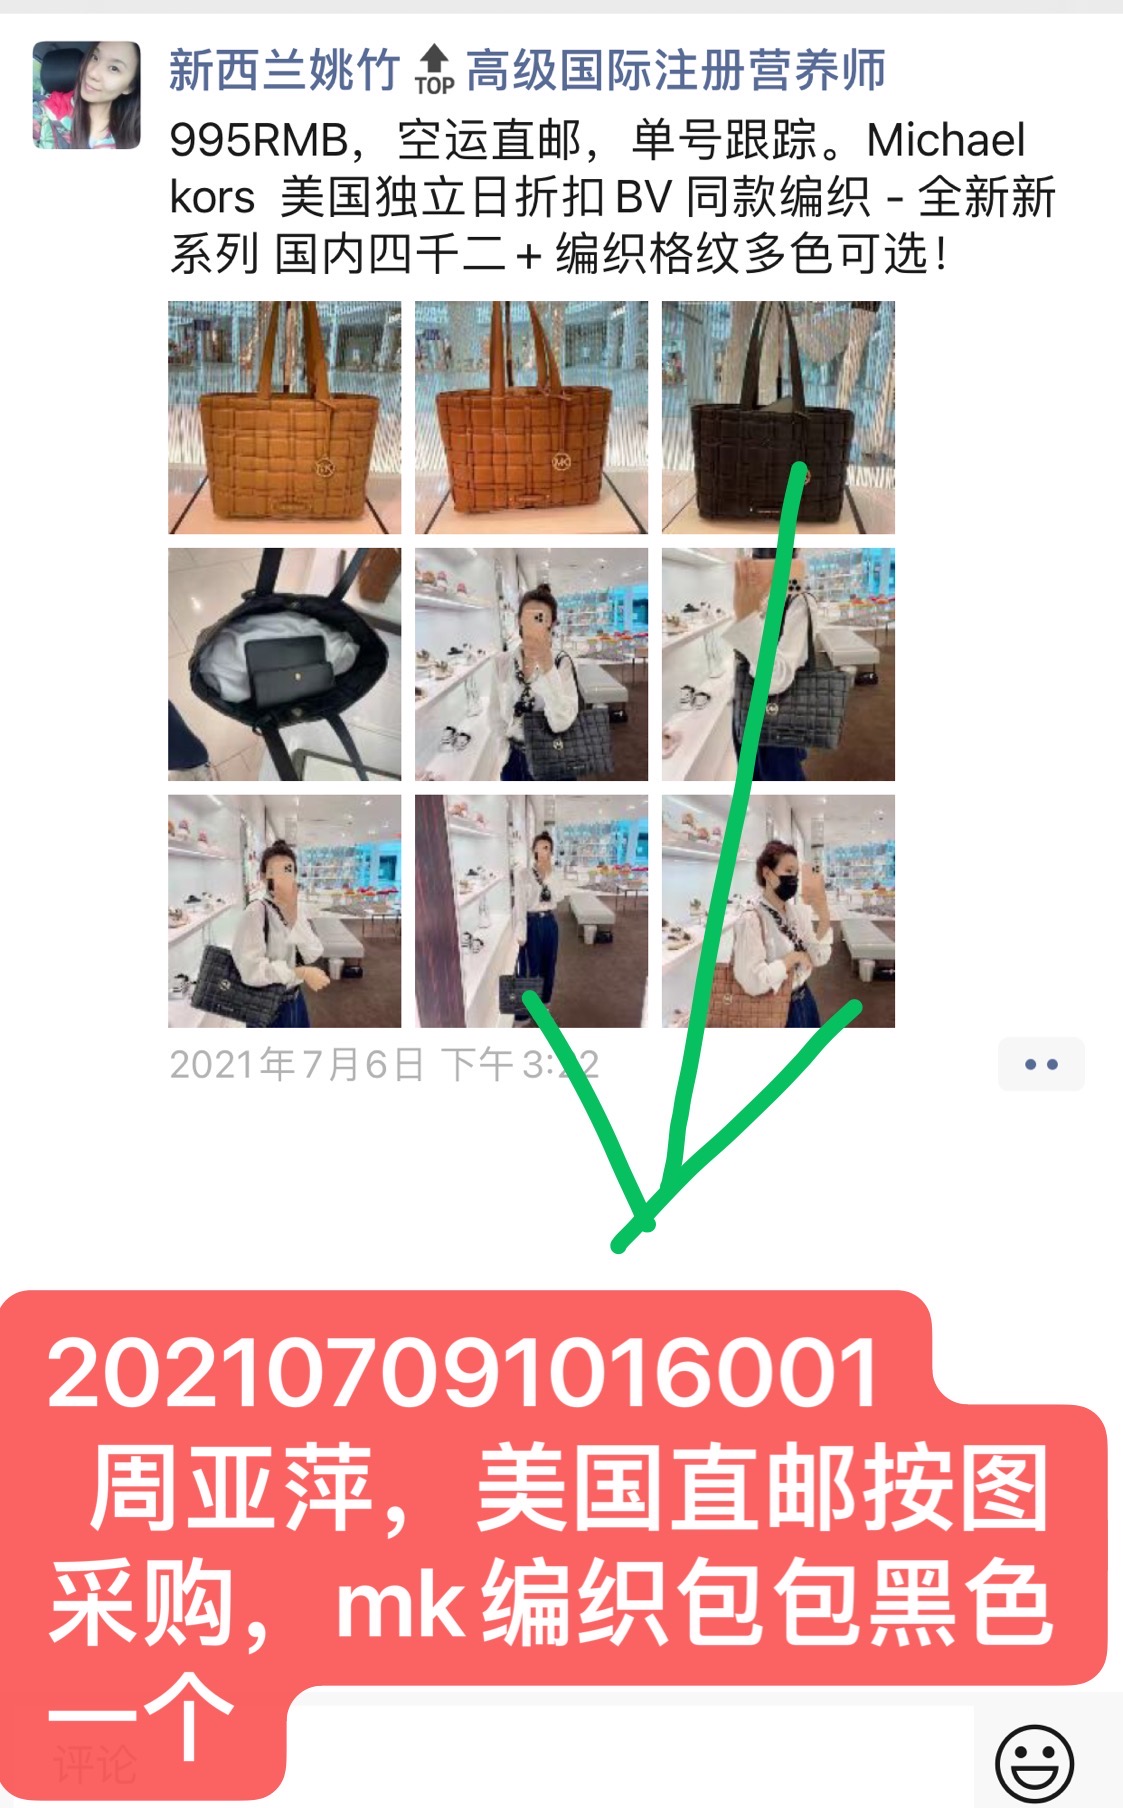 新西兰姚竹 TOP 高级国际注册营养师
995RMB，空运直邮，单号跟踪。Michael
kors 美国独立日折扣BV 同款编织 - 全新新
系列 国内四千二+ 编织格纹多色可选！
MK
2021年7月6日 下午3:22
202107091016001
周亚萍，美国直邮按图
采购，mk编织包包黑色
一个
评论